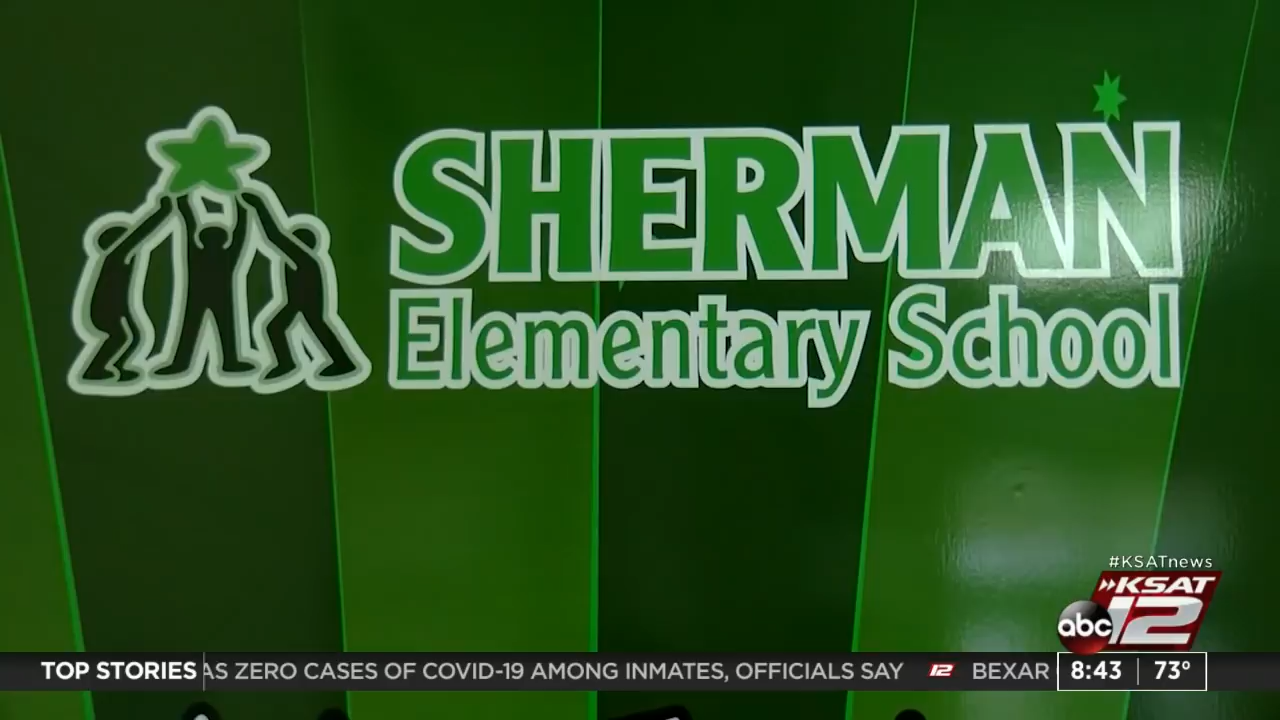 SHERMAN
Elementary School
#KSATnews
KSAT
abc 12
TOP STORIES AS ZERO CASES OF COVID-19 AMONG INMATES, OFFICIALS SAY 12 BEXAR 8:43 73°